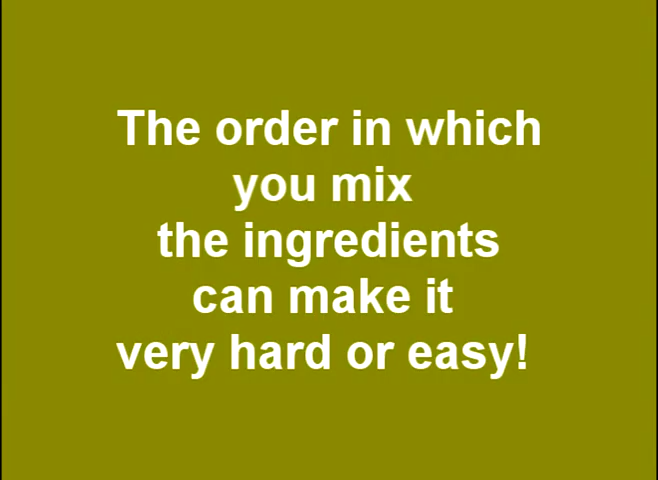 The order in which
you mix
the ingredients
can make it
very hard or easy!